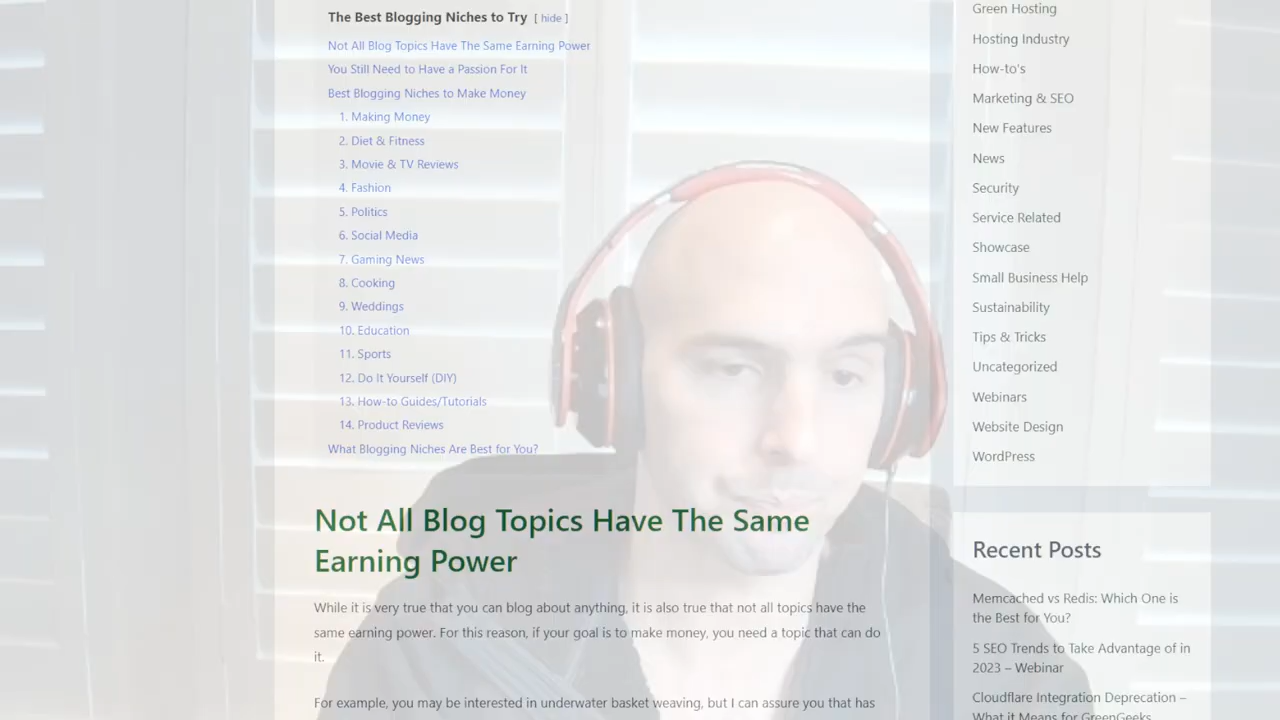 The Best Blogging Niches to Try [ hide ]
Not All Blog Topics Have The Same Earning Power
You Still Need to Have a Passion For It
Best Blogging Niches to Make Money
1. Making Money
2. Diet & Fitness
3. Movie & TV Reviews
4. Fashion
5. Politics
6. Social Media
7. Gaming News
8. Cooking
9. Weddings
10. Education
11. Sports
12. Do It Yourself (DIY)
13. How-to Guides/Tutorials
14. Product Reviews
What Blogging Niches Are Best for You?
Not All Blog Topics Have The Same
Earning Power
While it is very true that you can blog about anything, it is also true that not all topics have the
same earning power. For this reason, if your goal is to make money, you need a topic that can do
it.
For example, you may be interested in underwater basket weaving, but I can assure you that has
Green Hosting
Hosting Industry
How-to's
Marketing & SEO
New Features
News
Security
Service Related
Showcase
Small Business Help
Sustainability
Tips & Tricks
Uncategorized
Webinars
Website Design
WordPress
Recent Posts
Memcached vs Redis: Which One is
the Best for You?
5 SEO Trends to Take Advantage of in
2023 – Webinar
Cloudflare Integration Deprecation –
What it Means for GreenGeeks